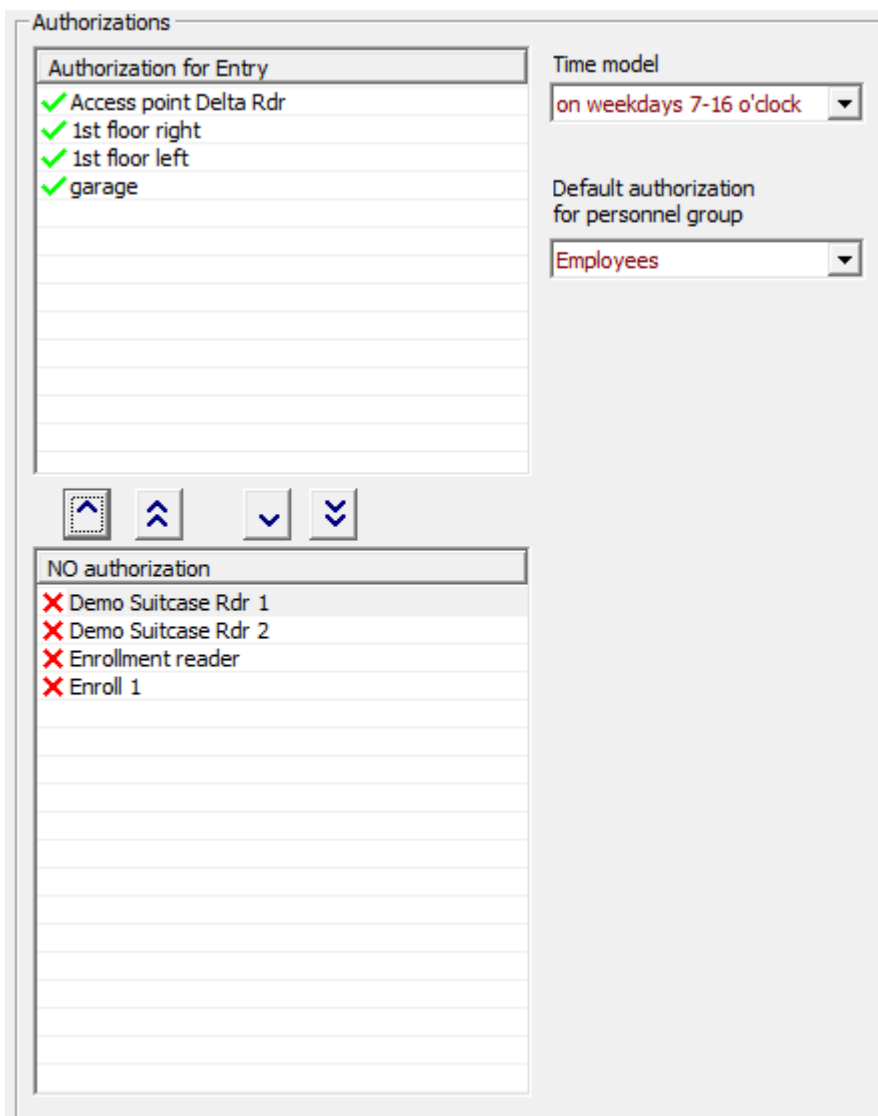 Authorizations
Authorization for Entry
Access point Delta Rdr
1st floor right
1st floor left
garage
Time model
on weekdays 7-16 o'clock
Default authorization
for personnel group
Employees
NO authorization
Demo Suitcase Rdr 1
Demo Suitcase Rdr 2
Enrollment reader
Enroll 1